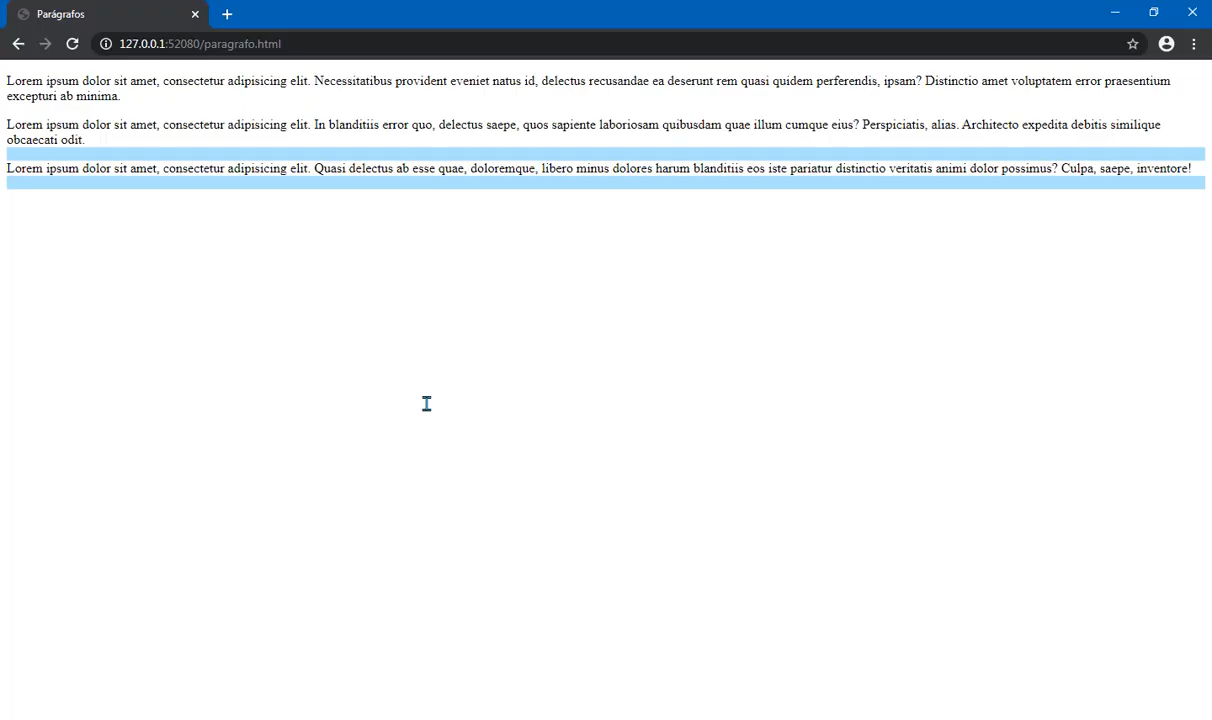 Parágrafos
127.0.0.1:52080/paragrafo.html
Lorem ipsum dolor sit amet, consectetur adipisicing elit. Necessitatibus provident eveniet natus id, delectus recusandae ea deserunt rem quasi quidem perferendis, ipsam? Distinctio amet voluptatem error praesentium
excepturi ab minima.
Lorem ipsum dolor sit amet, consectetur adipisicing elit. In blanditiis error quo, delectus saepe, quos sapiente laboriosam quibusdam quae illum cumque eius? Perspiciatis, alias. Architecto expedita debitis similique
obcaecati odit.
Lorem ipsum dolor sit amet, consectetur adipisicing elit. Quasi delectus ab esse quae, doloremque, libero minus dolores harum blanditiis eos iste pariatur distinctio veritatis animi dolor possimus? Culpa, saepe, inventore!